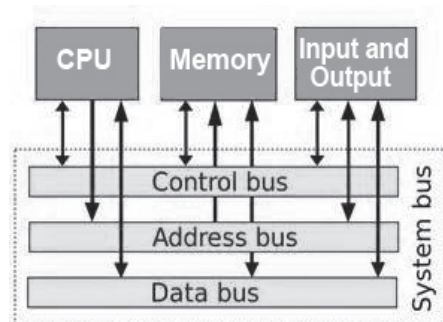 CPU
Memory
Input and
Output
Control bus
Address bus
Data bus
System bus